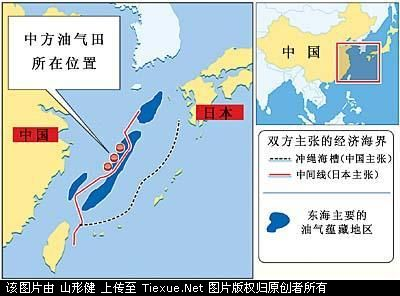 中方油气田
所在位置
中国
日本
中 国
双方主张的经济海界
冲绳海槽(中国主张)
中间线(日本主张)
东海主要的
油气蕴藏地区
该图片由 山形健 上传至 Tiexue.Net 图片版权归原创者所有